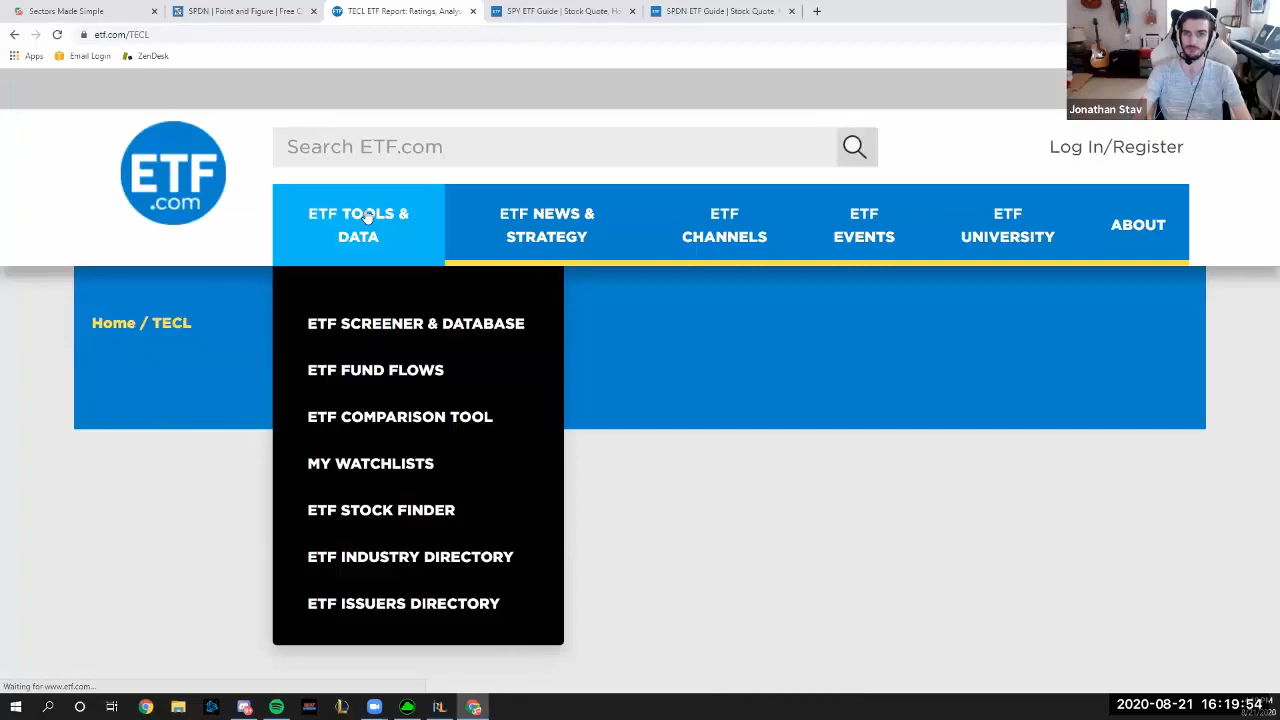 Sectors Made Simple
SPDN | Point and Figure | Free C
TECL ETF Report: Ratings, Analys
SPY ETF Guide | Stock Quote, Ho
SPDN ETF Guide | Stock Quote
etf.com/TECL
Apps
Email Login
ZenDesk
Jonathan Stav
ETF
.com
Search ETF.com
Log In/Register
ETF TOOLS &
DATA
ETF NEWS &
STRATEGY
ETF
CHANNELS
ETF
EVENTS
ETF
UNIVERSITY
ABOUT
Home / TECL
ETF SCREENER & DATABASE
ETF FUND FLOWS
ETF COMPARISON TOOL
MY WATCHLISTS
ETF STOCK FINDER
ETF INDUSTRY DIRECTORY
ETF ISSUERS DIRECTORY
Waiting for www.etf.com...
2020-08-21 16:19:54